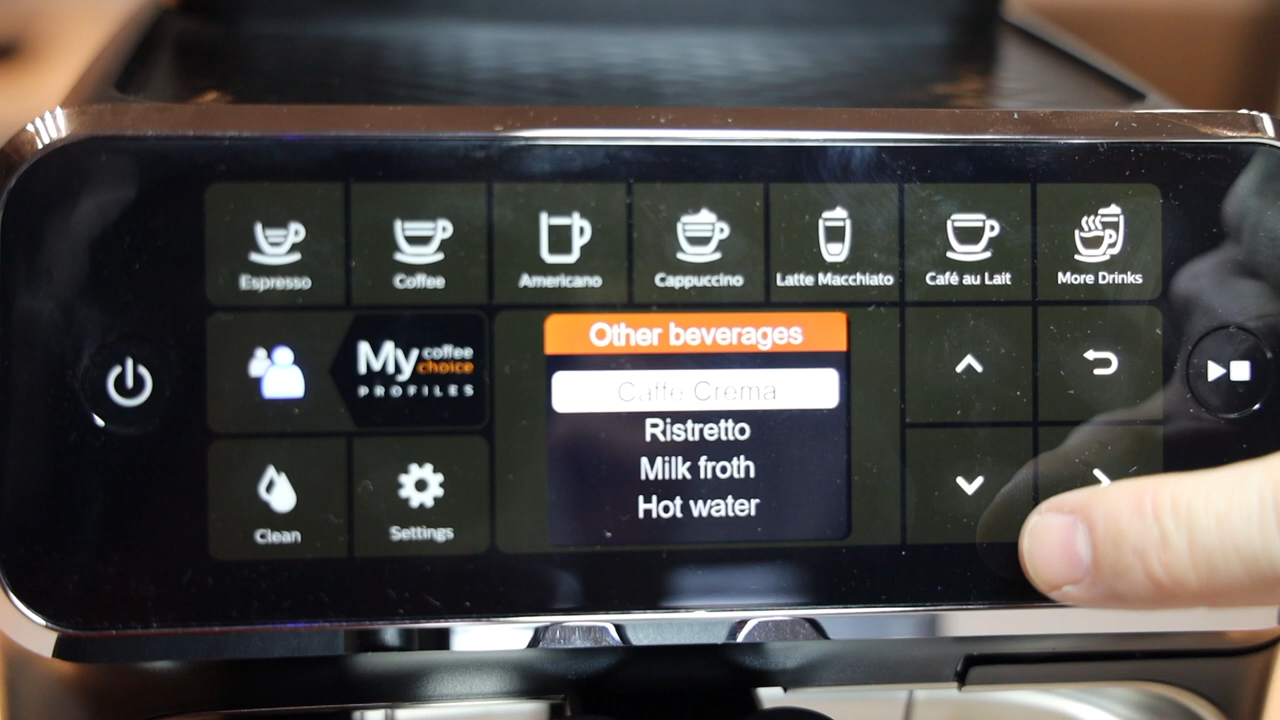 Espresso
Coffee
Americano
Cappuccino
Latte Macchiato
Café au Lait
More Drinks
My coffee choice
PROFILES
Other beverages
Caffe Crema
Ristretto
Milk froth
Hot water
Clean
Settings